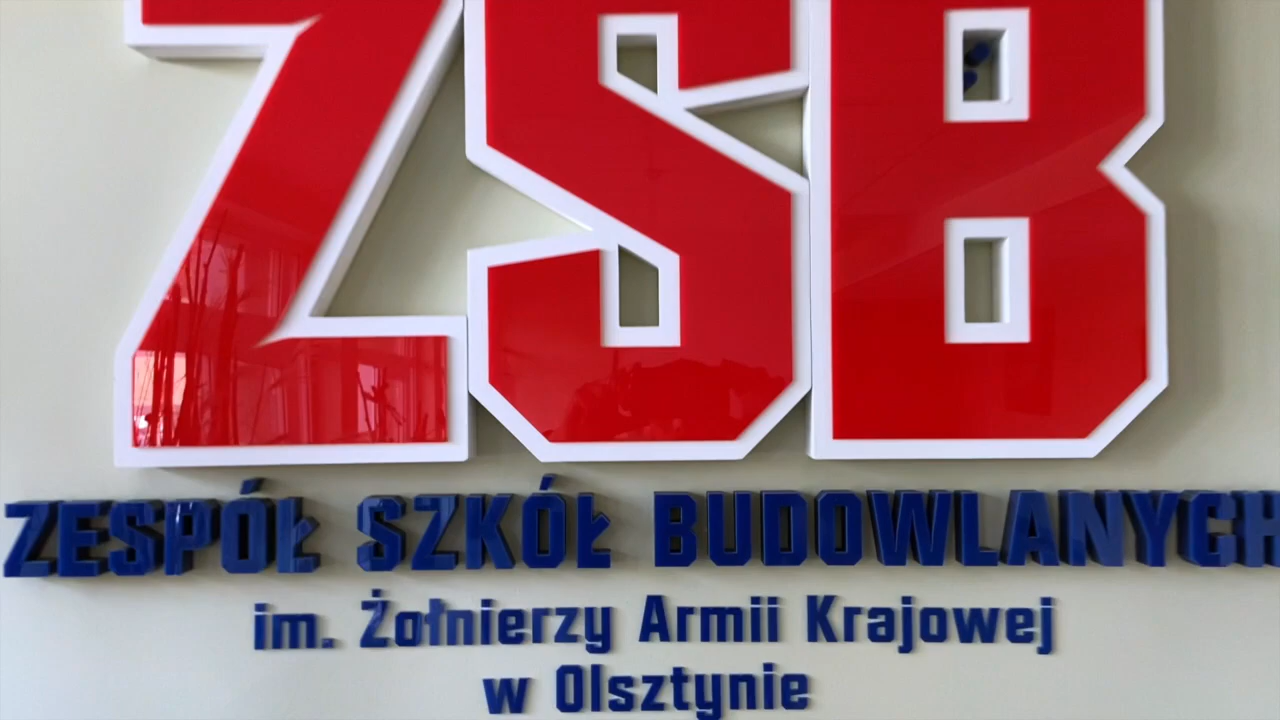 ZSB
ZESPÓŁ SZKÓŁ BUDOWLANYCH
im. Żołnierzy Armii Krajowej
w Olsztynie